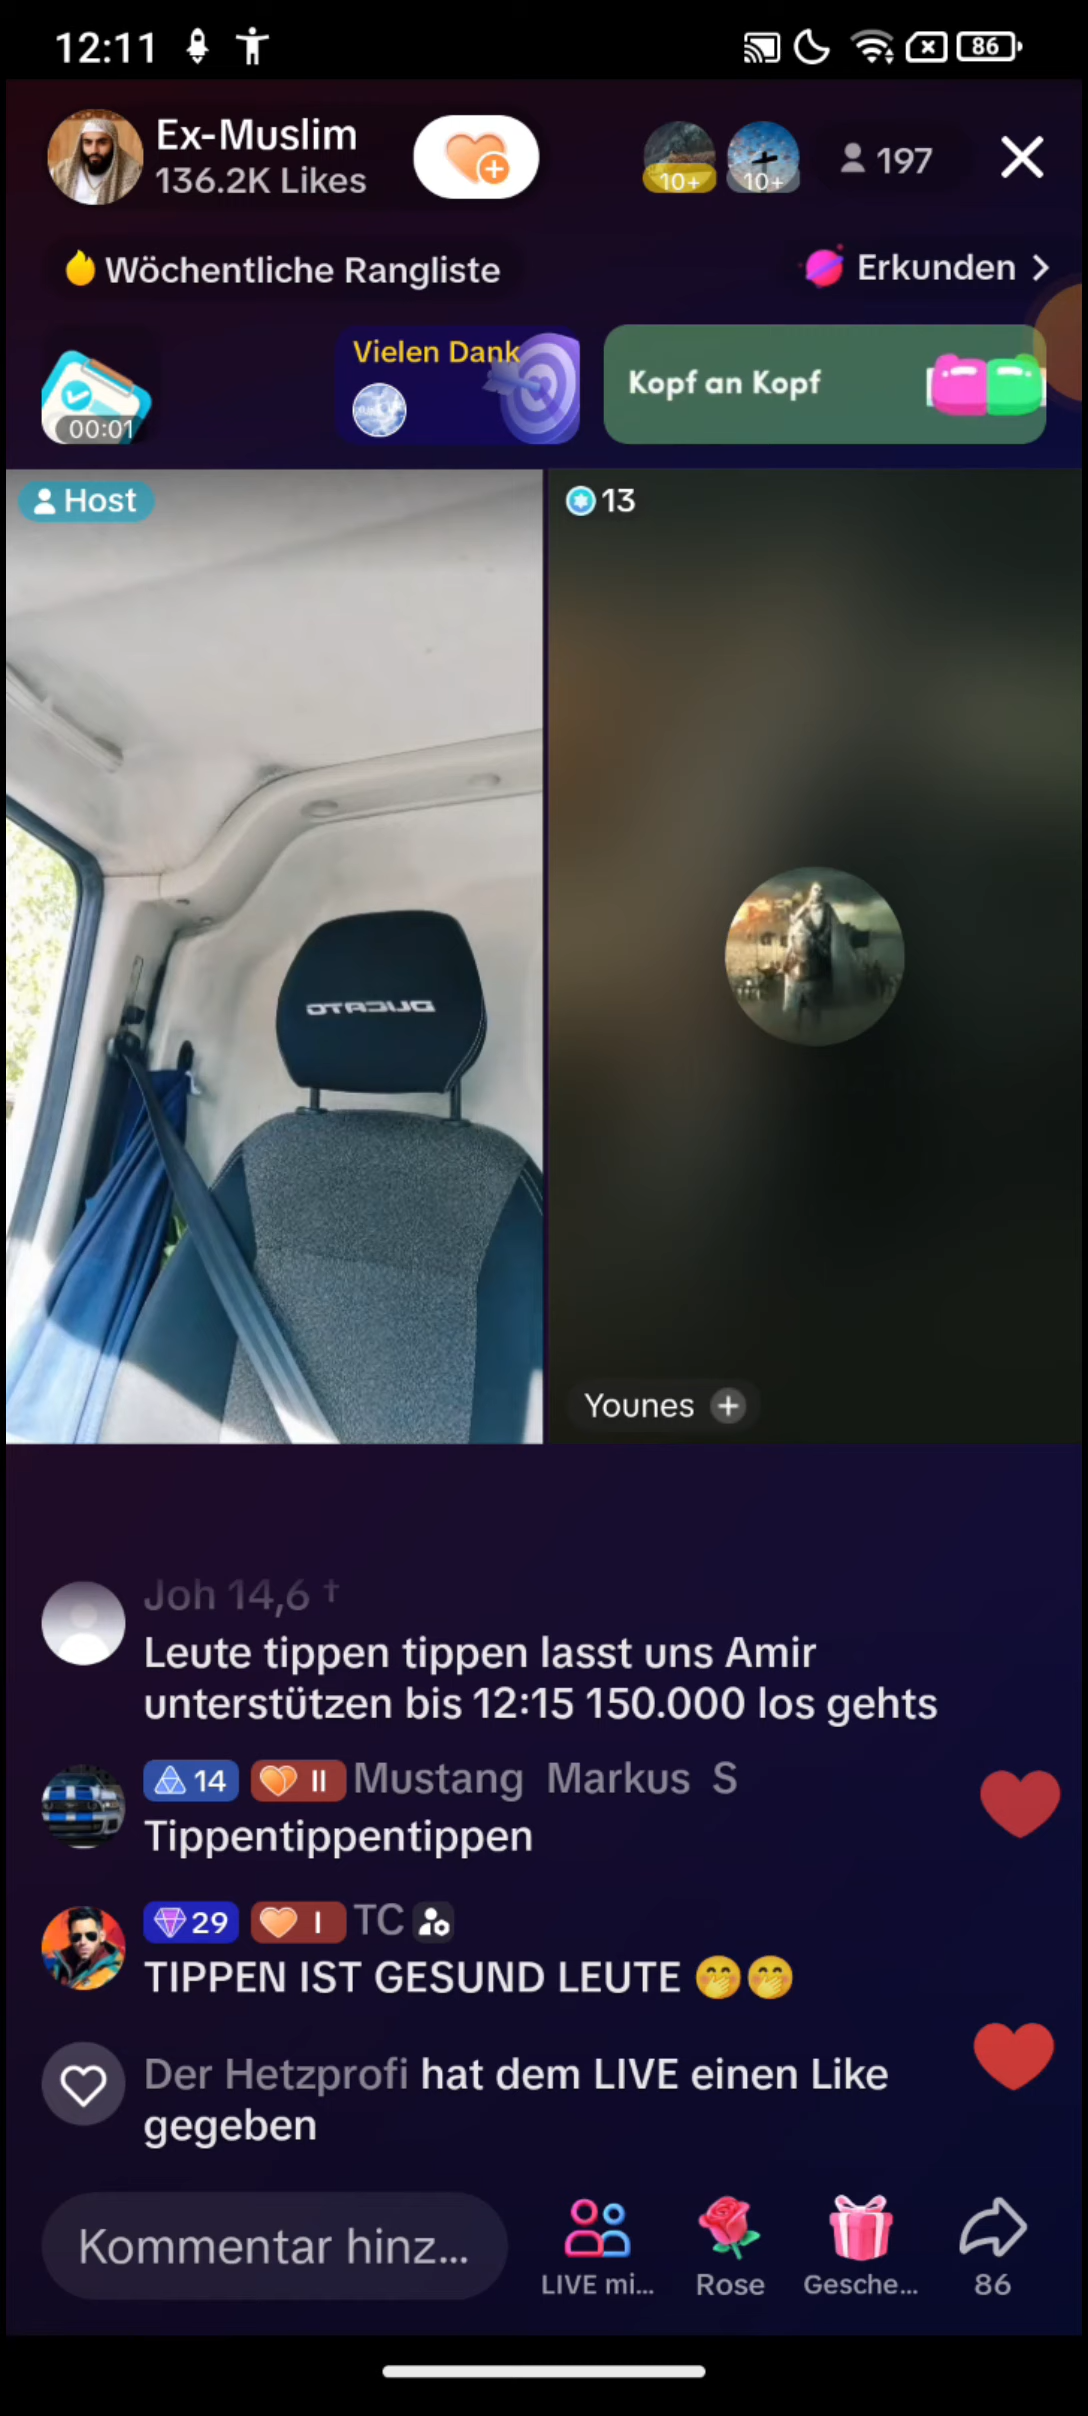 12:11
86
Ex-Muslim
136.2K Likes
10+
10+
197
Wöchentliche Rangliste
Erkunden
00:01
Vielen Dank
Kopf an Kopf
Host
13
DUCATO
Younes
Joh 14,6 †
Leute tippen tippen lasst uns Amir
unterstützen bis 12:15 150.000 los gehts
14 II Mustang Markus S
Tippentippentippen
29 I TC
TIPPEN IST GESUND LEUTE 🤭🤭
Der Hetzprofi hat dem LIVE einen Like
gegeben
Kommentar hinz...
LIVE mi...
Rose
Gesche...
86